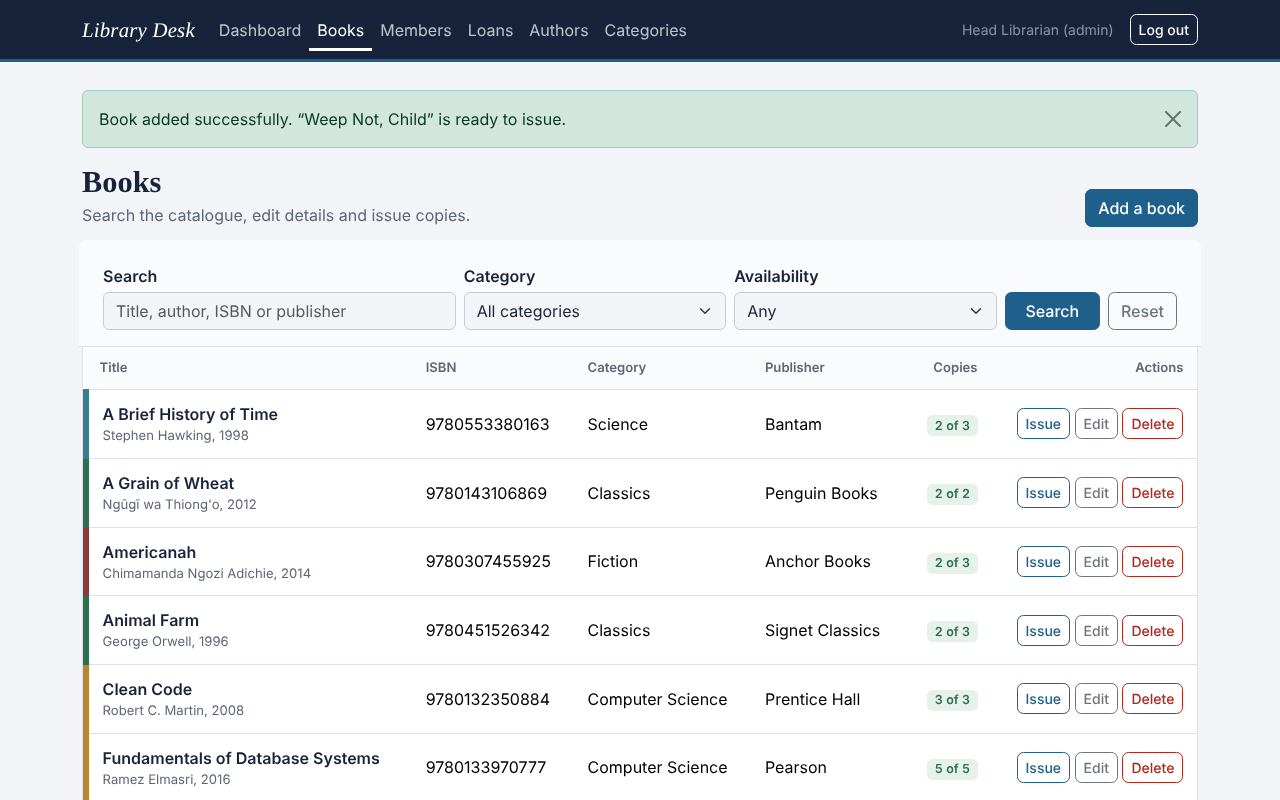 Library Desk Dashboard Books Members Loans Authors Categories Head Librarian (admin) Log out
Book added successfully. “Weep Not, Child” is ready to issue.
Books
Search the catalogue, edit details and issue copies.
Add a book
Search Category Availability
Title, author, ISBN or publisher All categories Any Search Reset
Title ISBN Category Publisher Copies Actions
A Brief History of Time
Stephen Hawking, 1998
9780553380163 Science Bantam 2 of 3 Issue Edit Delete
A Grain of Wheat
Ngũgĩ wa Thiong'o, 2012
9780143106869 Classics Penguin Books 2 of 2 Issue Edit Delete
Americanah
Chimamanda Ngozi Adichie, 2014
9780307455925 Fiction Anchor Books 2 of 3 Issue Edit Delete
Animal Farm
George Orwell, 1996
9780451526342 Classics Signet Classics 2 of 3 Issue Edit Delete
Clean Code
Robert C. Martin, 2008
9780132350884 Computer Science Prentice Hall 3 of 3 Issue Edit Delete
Fundamentals of Database Systems
Ramez Elmasri, 2016
9780133970777 Computer Science Pearson 5 of 5 Issue Edit Delete